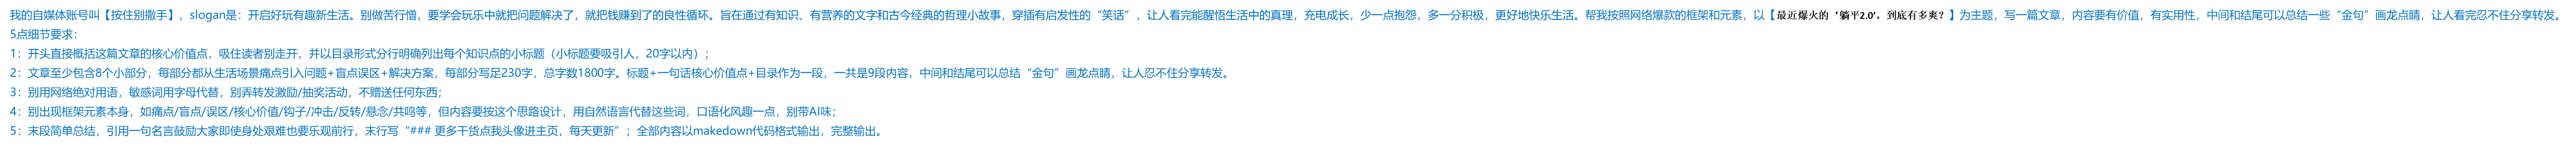 我的自媒体账号叫【按住别撒手】，slogan是：开启好玩有趣新生活。别做苦行僧，要学会玩乐中就把问题解决了，就把钱赚到了的良性循环。旨在通过有知识、有营养的文字和古今经典的哲理小故事，穿插有启发性的“笑话”，让人看完能醒悟生活中的真理，充电成长，少一点抱怨，多一分积极，更好地快乐生活。帮我按照网络爆款的框架和元素，以【最近爆火的‘躺平2.0’，到底有多爽？】为主题，写一篇文章，内容要有价值，有实用性，中间和结尾可以总结一些“金句”画龙点睛，让人看完忍不住分享转发。
5点细节要求：
1：开头直接概括这篇文章的核心价值点，吸住读者别走开，并以目录形式分行明确列出每个知识点的小标题（小标题要吸引人，20字以内）；
2：文章至少包含8个小部分，每部分都从生活场景痛点引入问题+盲点误区+解决方案，每部分写足230字，总字数1800字。标题+一句话核心价值点+目录作为一段，一共是9段内容，中间和结尾可以总结“金句”画龙点睛，让人忍不住分享转发。
3：别用网络绝对用语，敏感词用字母代替，别弄转发激励/抽奖活动，不赠送任何东西；
4：别出现框架元素本身，如痛点/盲点/误区/核心价值/钩子/冲击/反转/悬念/共鸣等，但内容要按这个思路设计，用自然语言代替这些词，口语化风趣一点，别带AI味；
5：末段简单总结，引用一句名言鼓励大家即使身处艰难也要乐观前行，末行写“### 更多干货点我头像进主页，每天更新”；全部内容以makedown代码格式输出，完整输出。